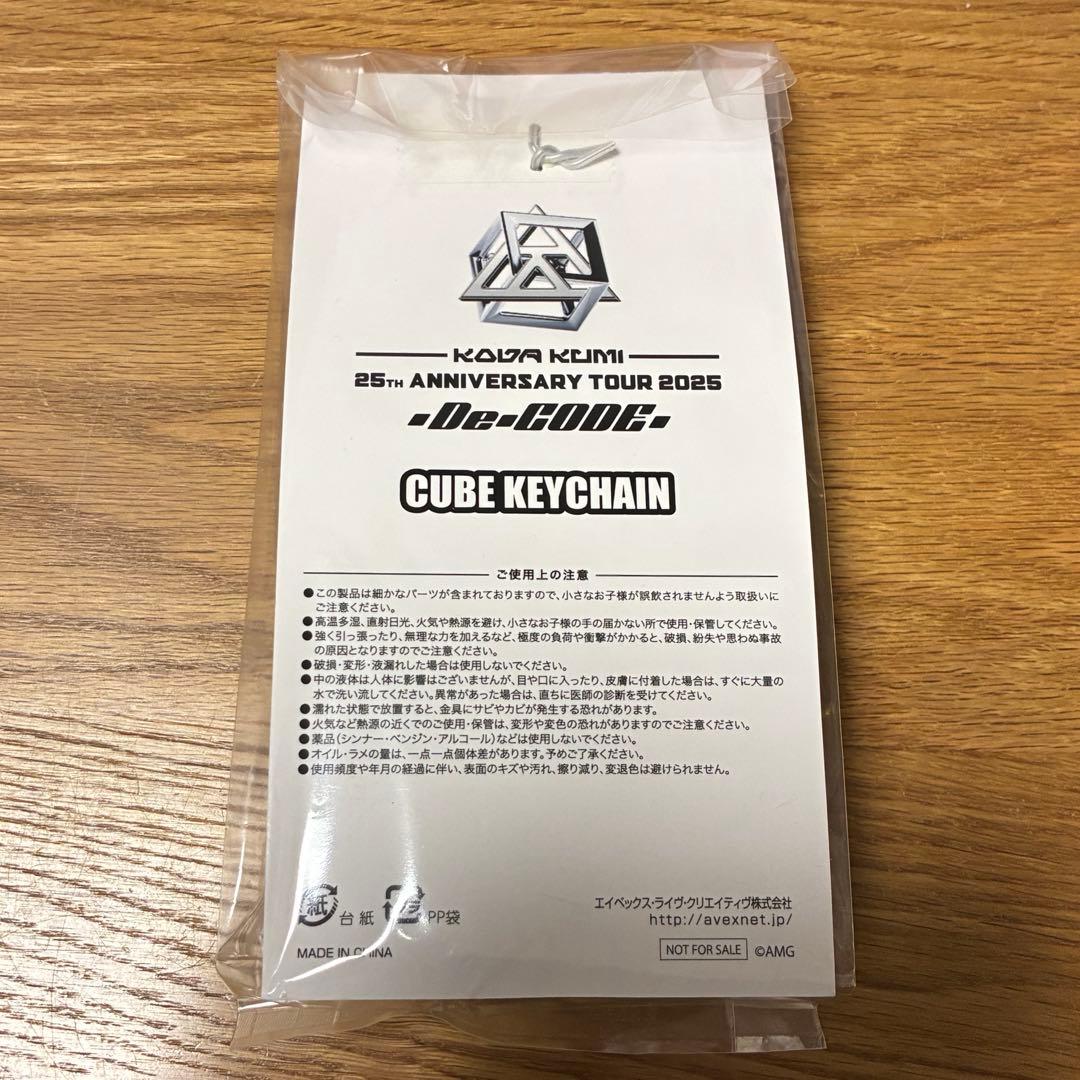 KODA KUMI
25TH ANNIVERSARY TOUR 2025
-De-CODE-
CUBE KEYCHAIN
ご使用上の注意
●この製品は細かなパーツが含まれておりますので、小さなお子様が誤飲されませんよう取扱いに
ご注意ください。
●高温多湿、直射日光、火気や熱源を避け、小さなお子様の手の届かない所で使用・保管してください。
●強く引っ張ったり、無理な力を加えるなど、極度の負荷や衝撃がかかると、破損、紛失や思わぬ事故
の原因となりますのでご注意ください。
●破損・変形・液漏れした場合は使用しないでください。
●中の液体は人体に影響はございませんが、目や口に入ったり、皮膚に付着した場合は、すぐに大量の
水で洗い流してください。異常があった場合は、直ちに医師の診断を受けてください。
●濡れた状態で放置すると、金具にサビやカビが発生する恐れがあります。
●火気など熱源の近くでのご使用・保管は、変形や変色の恐れがありますのでご注意ください。
●薬品(シンナー・ベンジン・アルコール)などは使用しないでください。
●オイル・ラメの量は、一点一点個体差があります。予めご了承ください。
●使用頻度や年月の経過に伴い、表面のキズや汚れ、擦り減り、変退色は避けられません。
紙 台紙 PP袋
MADE IN CHINA
エイベックス・ライヴ・クリエイティヴ株式会社
http://avexnet.jp/
NOT FOR SALE ©AMG